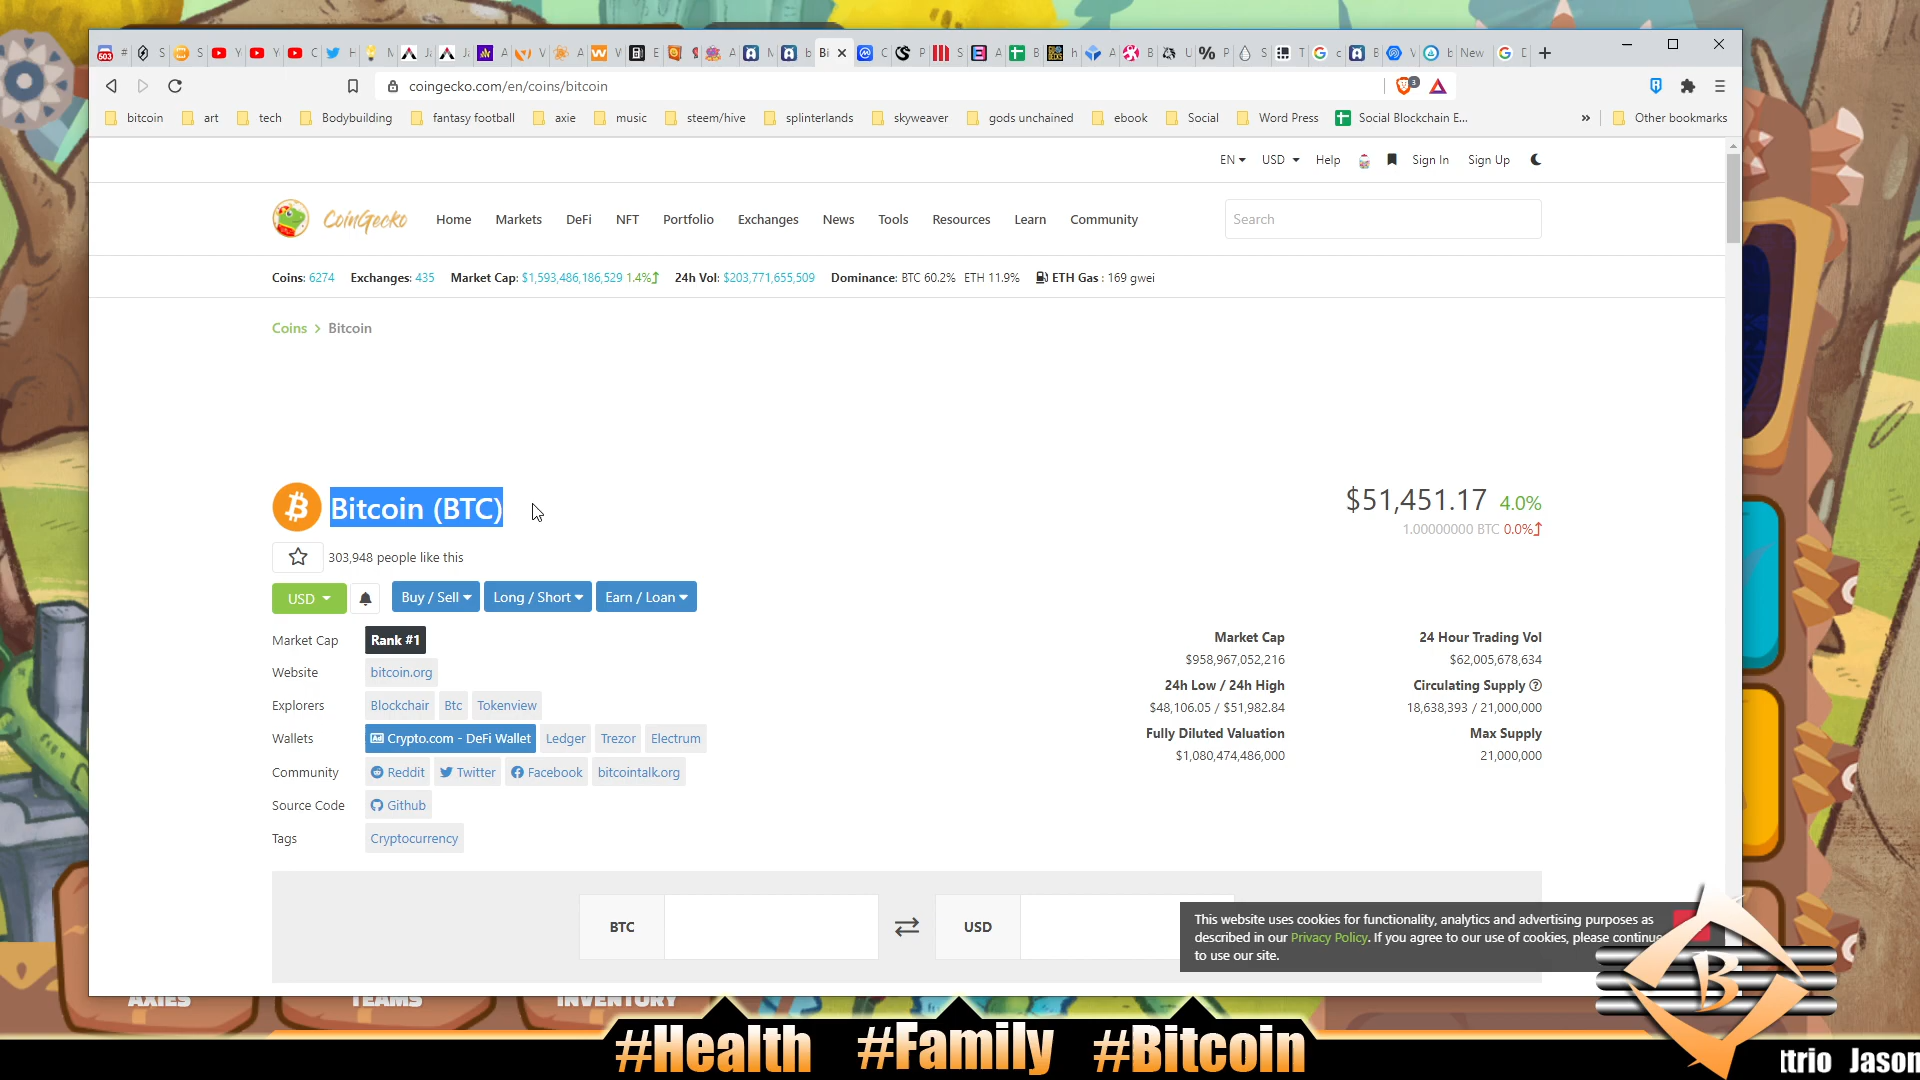 coingecko.com/en/coins/bitcoin
bitcoin art tech Bodybuilding fantasy football axie music steem/hive splinterlands skyweaver gods unchained ebook Social Word Press Social Blockchain E... » Other bookmarks
EN USD Help Sign In Sign Up
CoinGecko Home Markets DeFi NFT Portfolio Exchanges News Tools Resources Learn Community Search
Coins: 6274 Exchanges: 435 Market Cap: $1,593,486,186,529 1.4% 24h Vol: $203,771,655,509 Dominance: BTC 60.2% ETH 11.9% ETH Gas : 169 gwei
Coins > Bitcoin
Bitcoin (BTC)
$51,451.17 4.0%
1.00000000 BTC 0.0%
303,948 people like this
USD Buy / Sell Long / Short Earn / Loan
Market Cap Rank #1
Website bitcoin.org
Explorers Blockchair Btc Tokenview
Wallets Ad Crypto.com - DeFi Wallet Ledger Trezor Electrum
Community Reddit Twitter Facebook bitcointalk.org
Source Code Github
Tags Cryptocurrency
Market Cap 24 Hour Trading Vol
$958,967,052,216 $62,005,678,634
24h Low / 24h High Circulating Supply
$48,106.05 / $51,982.84 18,638,393 / 21,000,000
Fully Diluted Valuation Max Supply
$1,080,474,486,000 21,000,000
BTC USD
This website uses cookies for functionality, analytics and advertising purposes as
described in our Privacy Policy. If you agree to our use of cookies, please continue
to use our site.
AXIES TEAMS INVENTORY
#Health #Family #Bitcoin
ttrio Jason